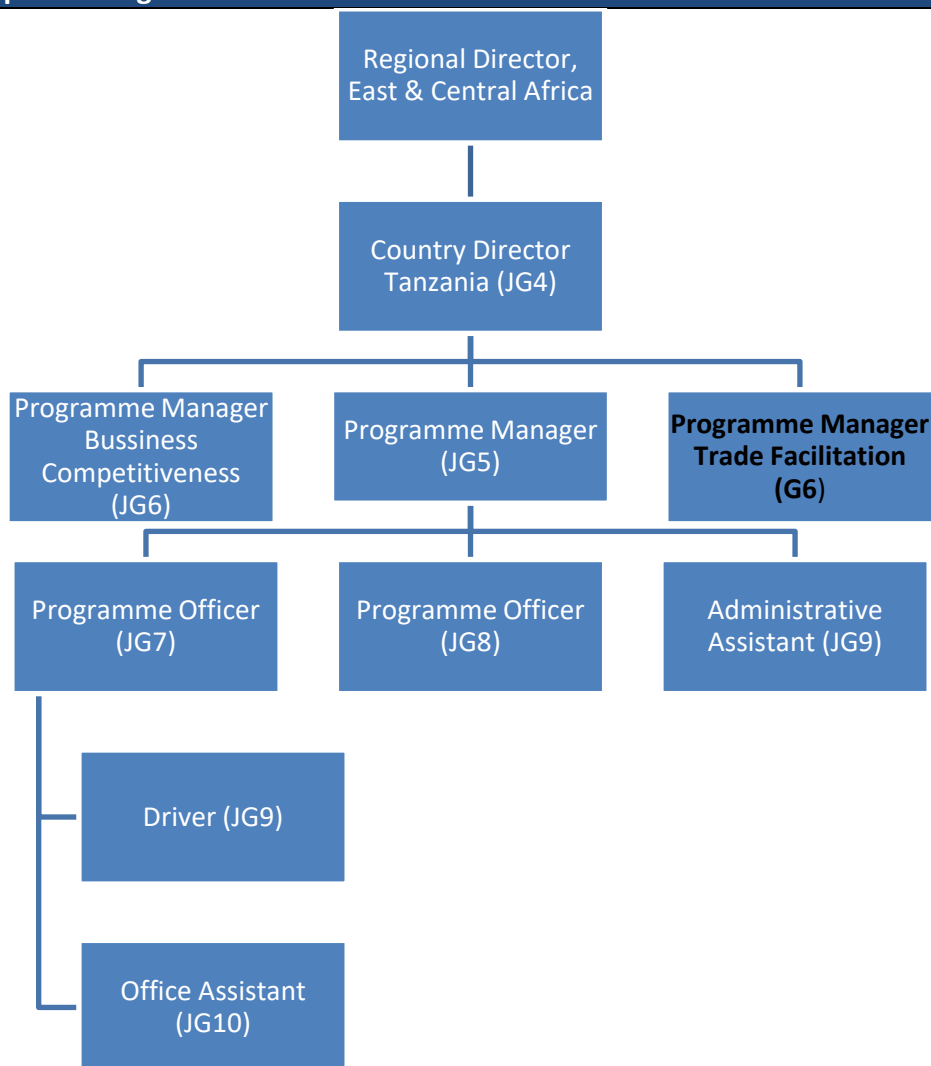 Regional Director,
East & Central Africa
Country Director
Tanzania (JG4)
Programme Manager
Bussiness
Competitiveness
(JG6)
Programme Manager
(JG5)
Programme Manager
Trade Facilitation
(G6)
Programme Officer
(JG7)
Programme Officer
(JG8)
Administrative
Assistant (JG9)
Driver (JG9)
Office Assistant
(JG10)